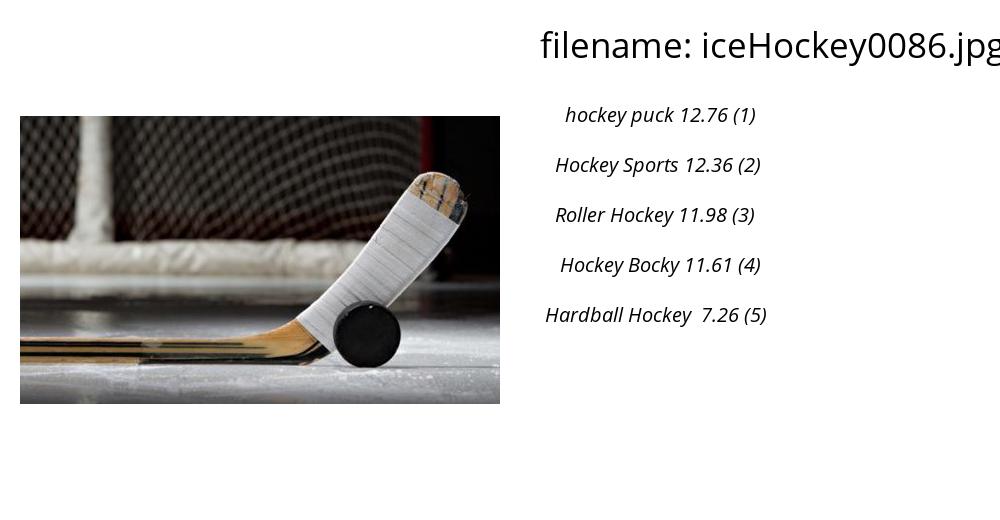 filename: iceHockey0086.jpg
hockey puck 12.76 (1)
Hockey Sports 12.36 (2)
Roller Hockey 11.98 (3)
Hockey Bocky 11.61 (4)
Hardball Hockey 7.26 (5)